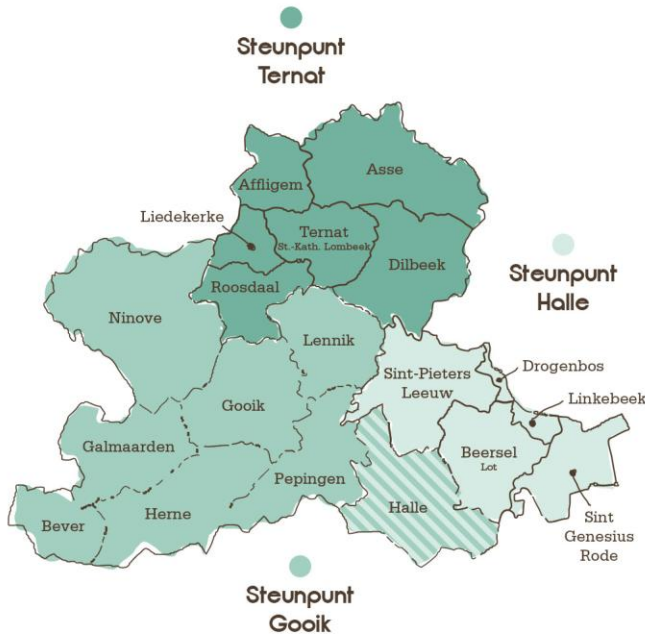 Steunpunt
Ternat
Asse
Affligem
Liedekerke
Ternat
St.-Kath. Lombeek
Dilbeek
Roosdaal
Steunpunt
Halle
Ninove
Lennik
Drogenbos
Sint-Pieters
Leeuw
Linkebeek
Gooik
Galmaarden
Beersel
Lot
Pepingen
Halle
Herne
Bever
Sint
Genesius
Rode
Steunpunt
Gooik